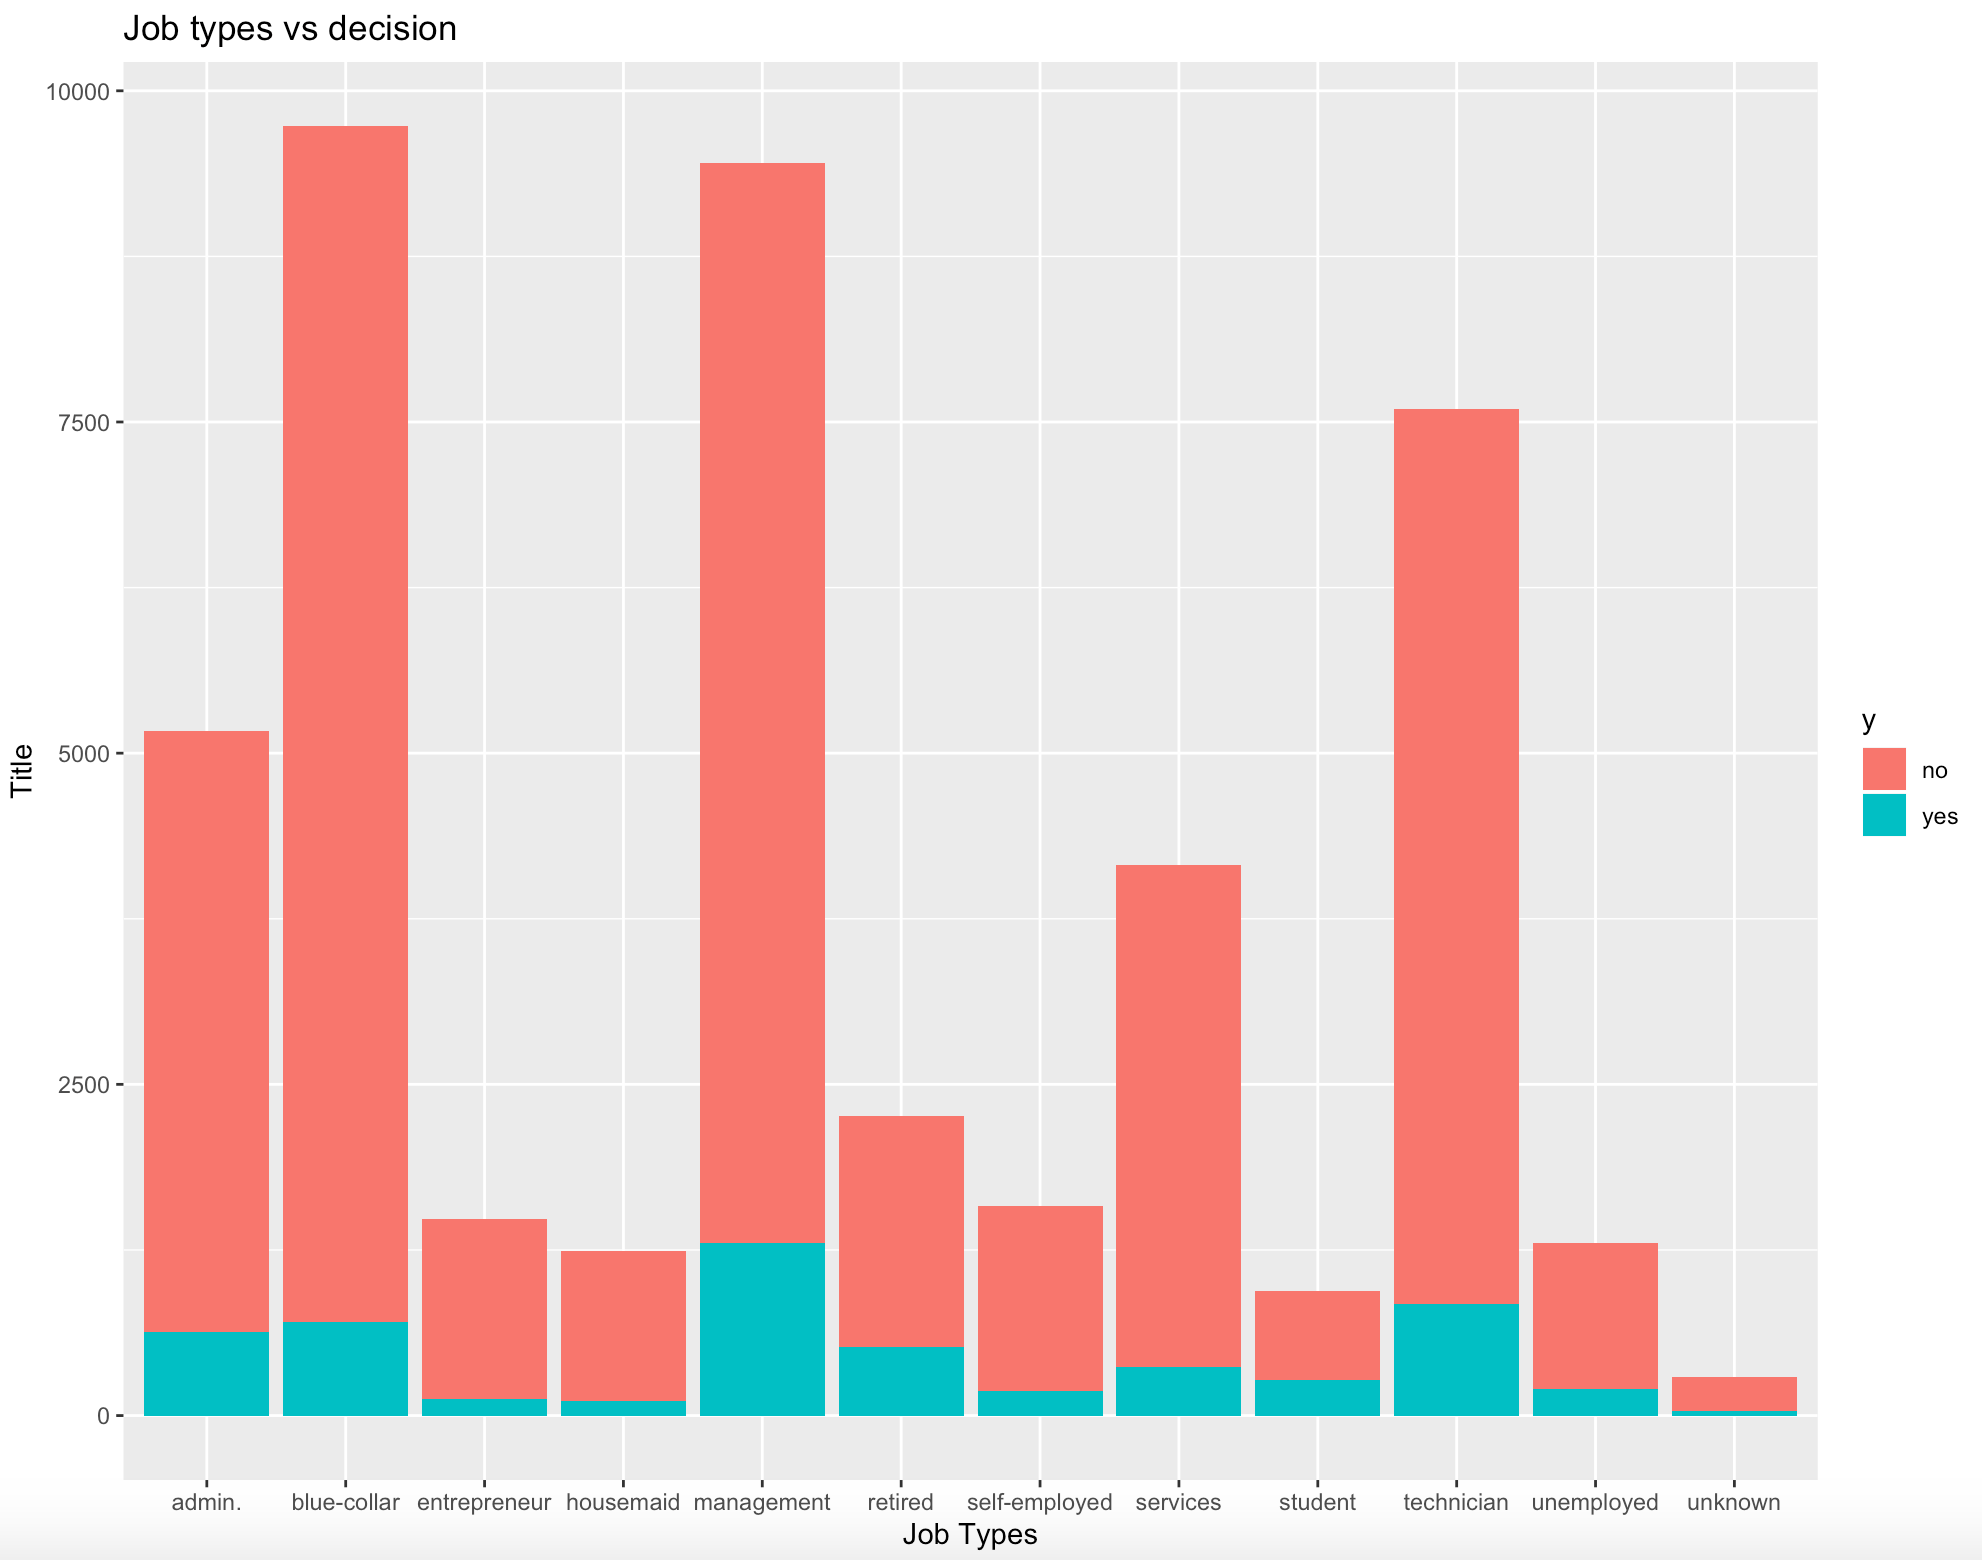 Job types vs decision
10000
7500
5000
2500
0
Title
admin. blue-collar entrepreneur housemaid management retired self-employed services student technician unemployed unknown
Job Types
y
no
yes